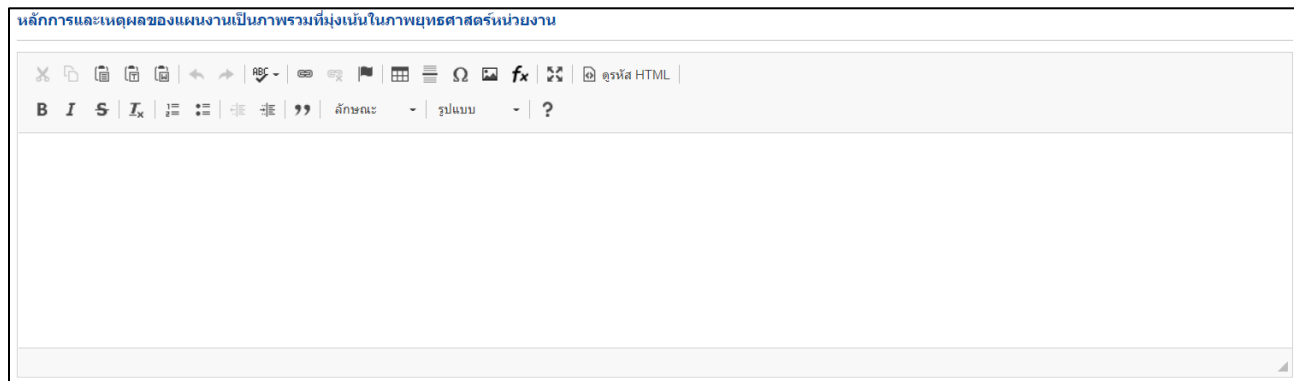 หลักการและเหตุผลของแผนงานเป็นภาพรวมที่มุ่งเน้นในภาพยุทธศาสตร์หน่วยงาน
ABC Ω fx ดูรหัส HTML
B I S Ix ลักษณะ รูปแบบ ?